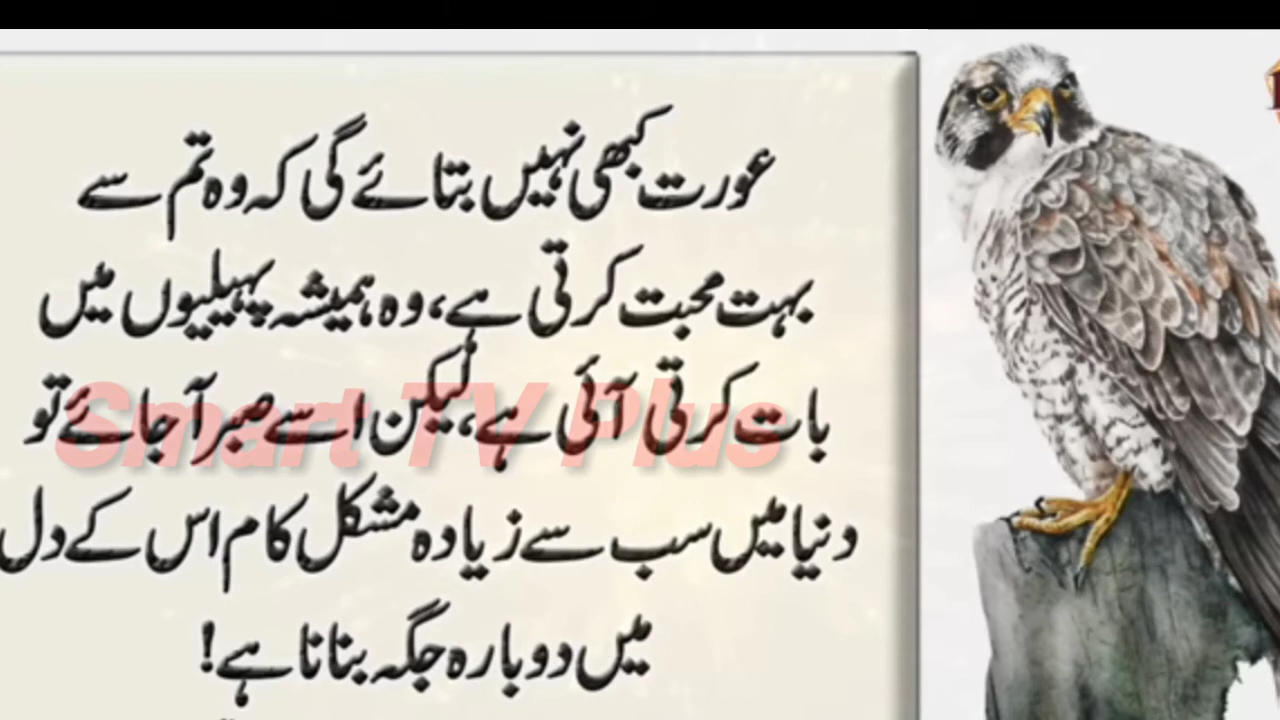 عورت کبھی نہیں بتائے گی کہ وہ تم سے
بہت محبت کرتی ہے، وہ ہمیشہ پہیلیوں میں
بات کرتی آئی ہے، لیکن اسے صبر آجائے تو
Smart TV Plus
دنیا میں سب سے زیادہ مشکل کام اس کے دل
میں دوبارہ جگہ بنانا ہے!